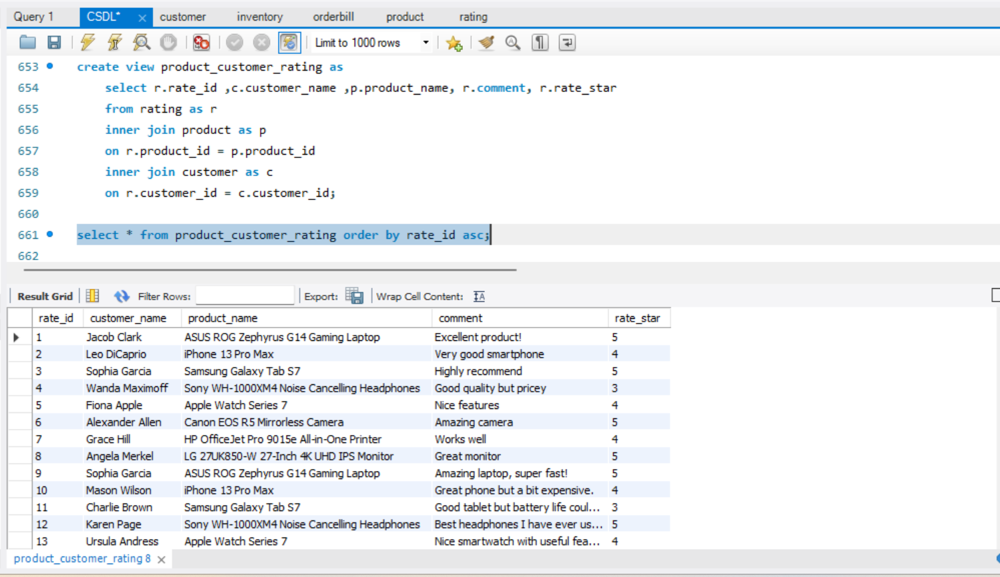 Query 1 CSDL* × customer inventory orderbill product rating
Limit to 1000 rows
653 create view product_customer_rating as
654 select r.rate_id ,c.customer_name ,p.product_name, r.comment, r.rate_star
655 from rating as r
656 inner join product as p
657 on r.product_id = p.product_id
658 inner join customer as c
659 on r.customer_id = c.customer_id;
660
661 select * from product_customer_rating order by rate_id asc;
662
Result Grid Filter Rows: Export: Wrap Cell Content: IA
rate_id customer_name product_name comment rate_star
1 Jacob Clark ASUS ROG Zephyrus G14 Gaming Laptop Excellent product! 5
2 Leo DiCaprio iPhone 13 Pro Max Very good smartphone 4
3 Sophia Garcia Samsung Galaxy Tab S7 Highly recommend 5
4 Wanda Maximoff Sony WH-1000XM4 Noise Cancelling Headphones Good quality but pricey 3
5 Fiona Apple Apple Watch Series 7 Nice features 4
6 Alexander Allen Canon EOS R5 Mirrorless Camera Amazing camera 5
7 Grace Hill HP OfficeJet Pro 9015e All-in-One Printer Works well 4
8 Angela Merkel LG 27UK850-W 27-Inch 4K UHD IPS Monitor Great monitor 5
9 Sophia Garcia ASUS ROG Zephyrus G14 Gaming Laptop Amazing laptop, super fast! 5
10 Mason Wilson iPhone 13 Pro Max Great phone but a bit expensive. 4
11 Charlie Brown Samsung Galaxy Tab S7 Good tablet but battery life coul... 3
12 Karen Page Sony WH-1000XM4 Noise Cancelling Headphones Best headphones I have ever us... 5
13 Ursula Andress Apple Watch Series 7 Nice smartwatch with useful fea... 4
product_customer_rating 8 ×